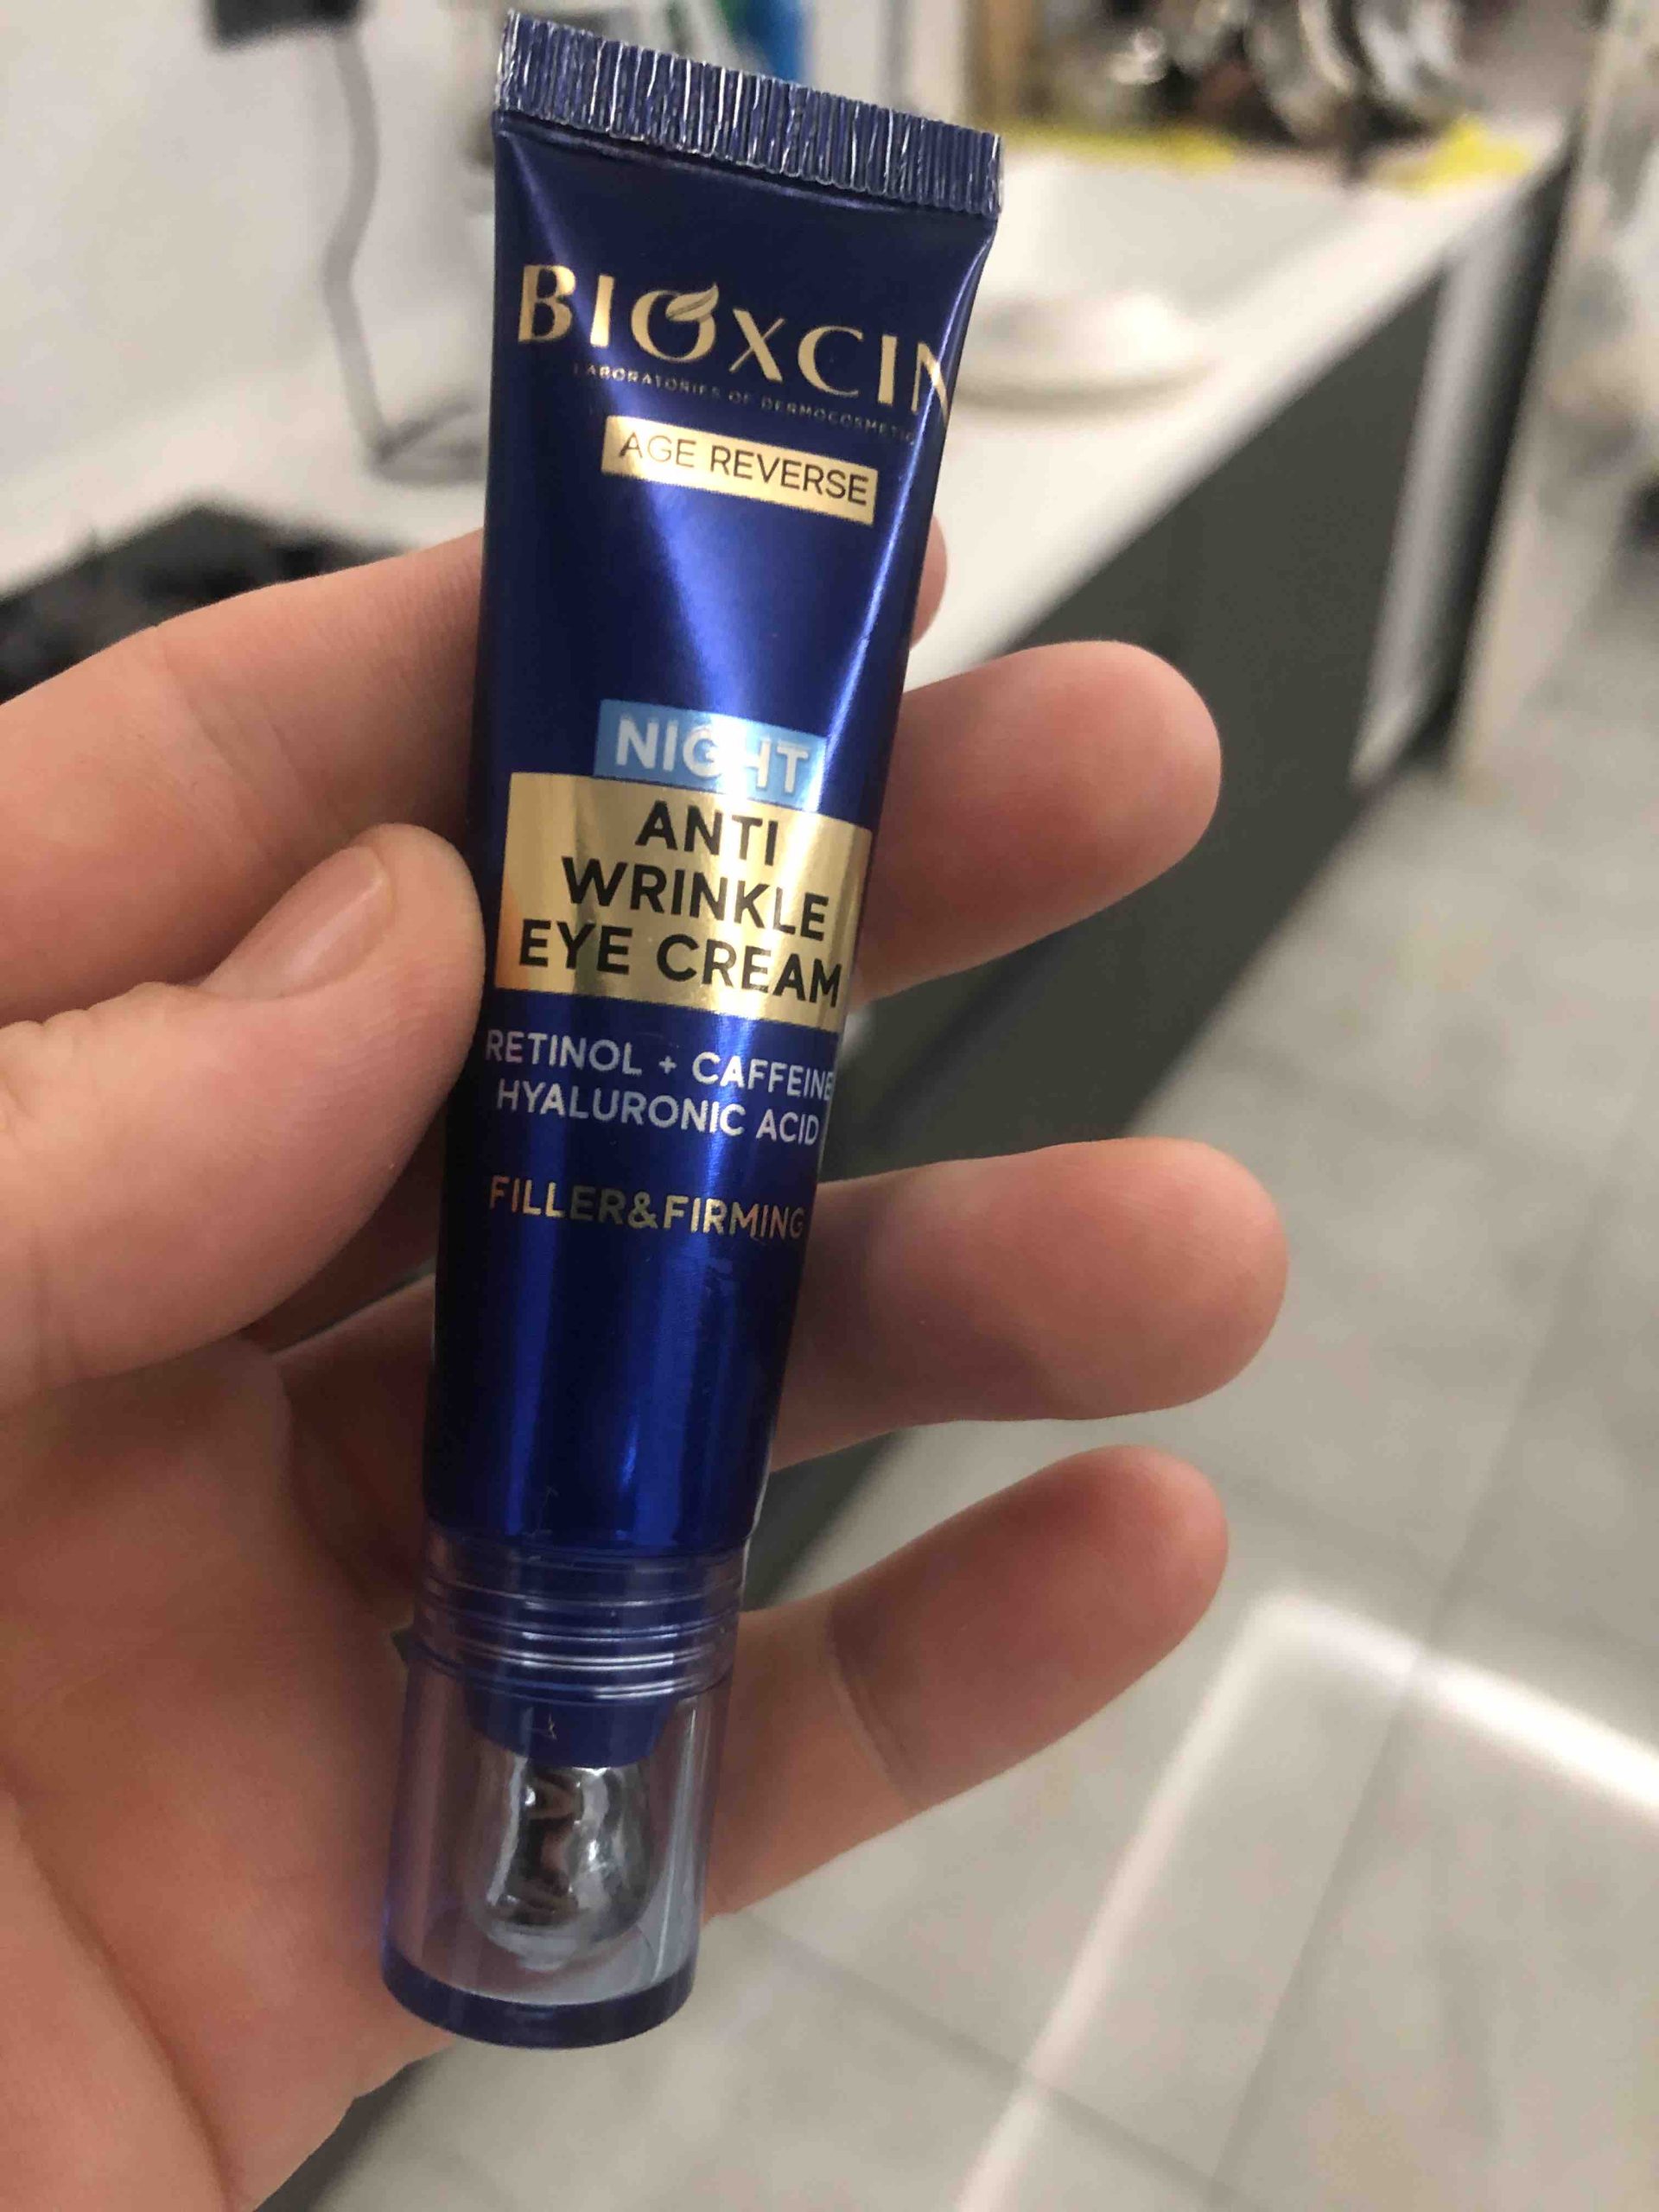 BIOXCIN
LABORATORIES OF DERMOCOSMETIC
AGE REVERSE
NIGHT
ANTI
WRINKLE
EYE CREAM
RETINOL + CAFFEINE
HYALURONIC ACID
FILLER&FIRMING